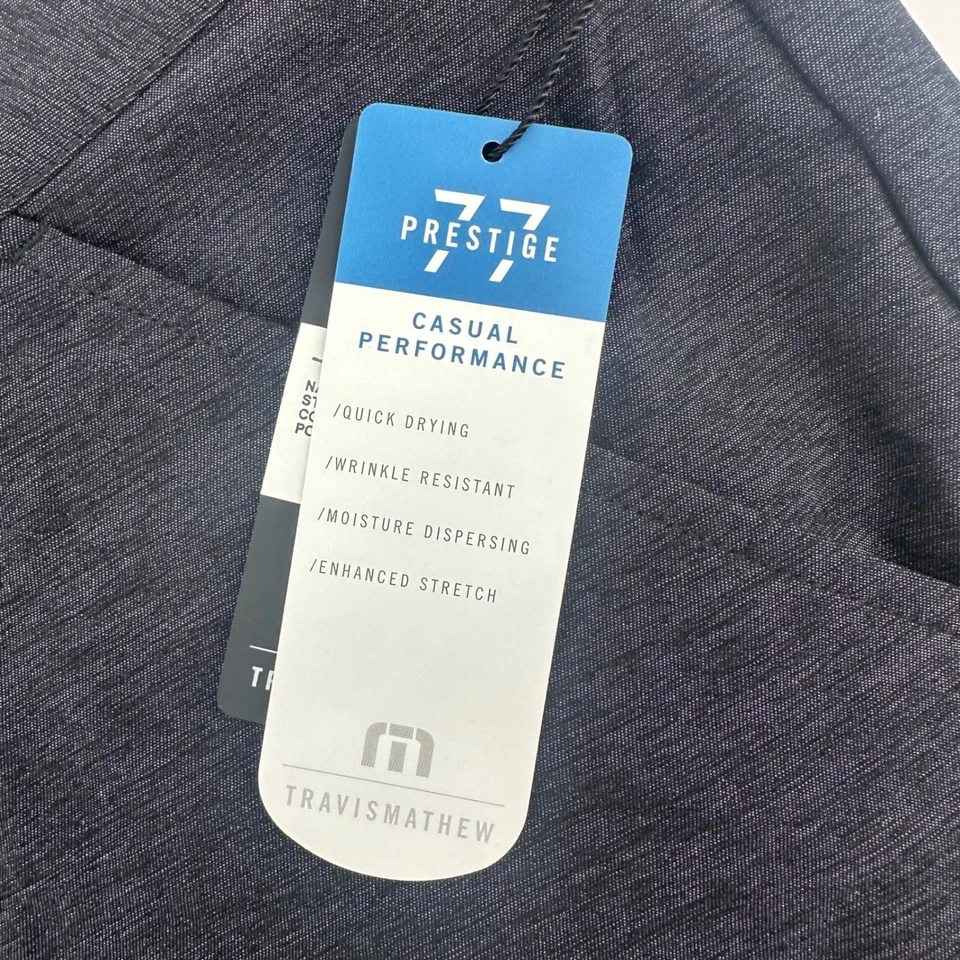 77
PRESTIGE
CASUAL
PERFORMANCE
/QUICK DRYING
/WRINKLE RESISTANT
/MOISTURE DISPERSING
/ENHANCED STRETCH
TRAVISMATHEW